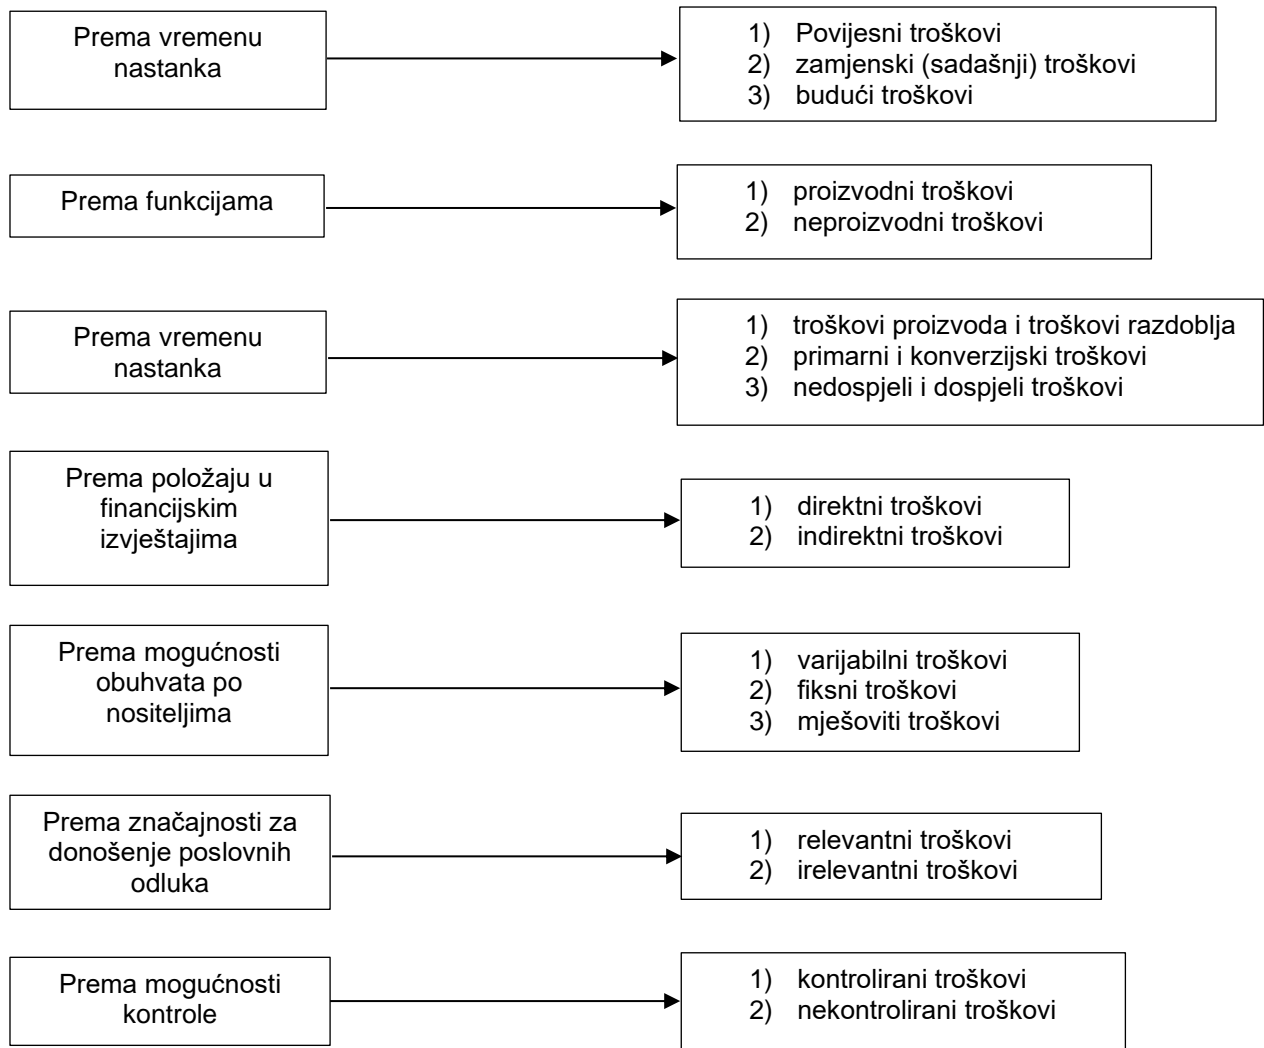 Prema vremenu
nastanka
1) Povijesni troškovi
2) zamjenski (sadašnji) troškovi
3) budući troškovi
Prema funkcijama
1) proizvodni troškovi
2) neproizvodni troškovi
Prema vremenu
nastanka
1) troškovi proizvoda i troškovi razdoblja
2) primarni i konverzijski troškovi
3) nedospjeli i dospjeli troškovi
Prema položaju u
financijskim
izvještajima
1) direktni troškovi
2) indirektni troškovi
Prema mogućnosti
obuhvata po
nositeljima
1) varijabilni troškovi
2) fiksni troškovi
3) mješoviti troškovi
Prema značajnosti za
donošenje poslovnih
odluka
1) relevantni troškovi
2) irelevantni troškovi
Prema mogućnosti
kontrole
1) kontrolirani troškovi
2) nekontrolirani troškovi